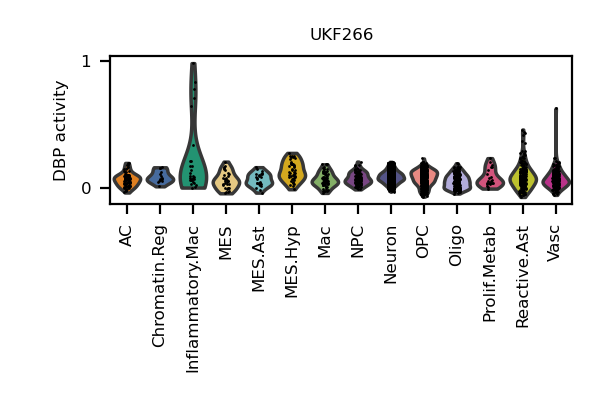 UKF266
DBP activity
1
0
AC
Chromatin.Reg
Inflammatory.Mac
MES
MES.Ast
MES.Hyp
Mac
NPC
Neuron
OPC
Oligo
Prolif.Metab
Reactive.Ast
Vasc